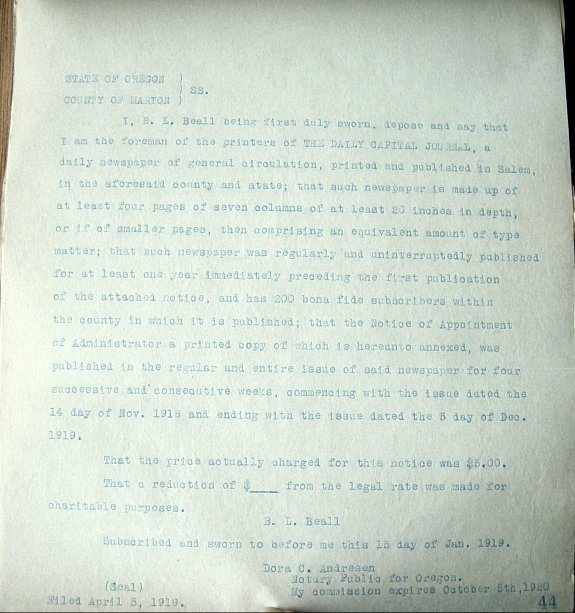 STATE OF OREGON )
) SS.
COUNTY OF MARION )
I, B. L. Beall being first duly sworn, depose and say that
I am the foreman of the printers of THE DAILY CAPITAL JOURNAL, a
daily newspaper of general circulation, printed and published in Salem,
in the aforesaid county and state; that such newspaper is made up of
at least four pages of seven columns of at least 20 inches in depth,
or if of smaller pages, then comprising an equivalent amount of type
matter; that such newspaper was regularly and uninterruptedly published
for at least one year immediately preceding the first publication
of the attached notice, and has 200 bona fide subscribers within
the county in which it is published; that the Notice of Appointment
of Administrator a printed copy of which is hereunto annexed, was
published in the regular and entire issue of said newspaper for four
successive and consecutive weeks, commencing with the issue dated the
14 day of Nov. 1918 and ending with the issue dated the 5 day of Dec.
1919.
That the price actually charged for this notice was $5.00.
That a reduction of $____ from the legal rate was made for
charitable purposes.
B. L. Beall
Subscribed and sworn to before me this 15 day of Jan. 1919.
Dora C. Andresen
Notary Public for Oregon.
(Seal) My commission expires October 5th, 1920
Filed April 5, 1919. 44